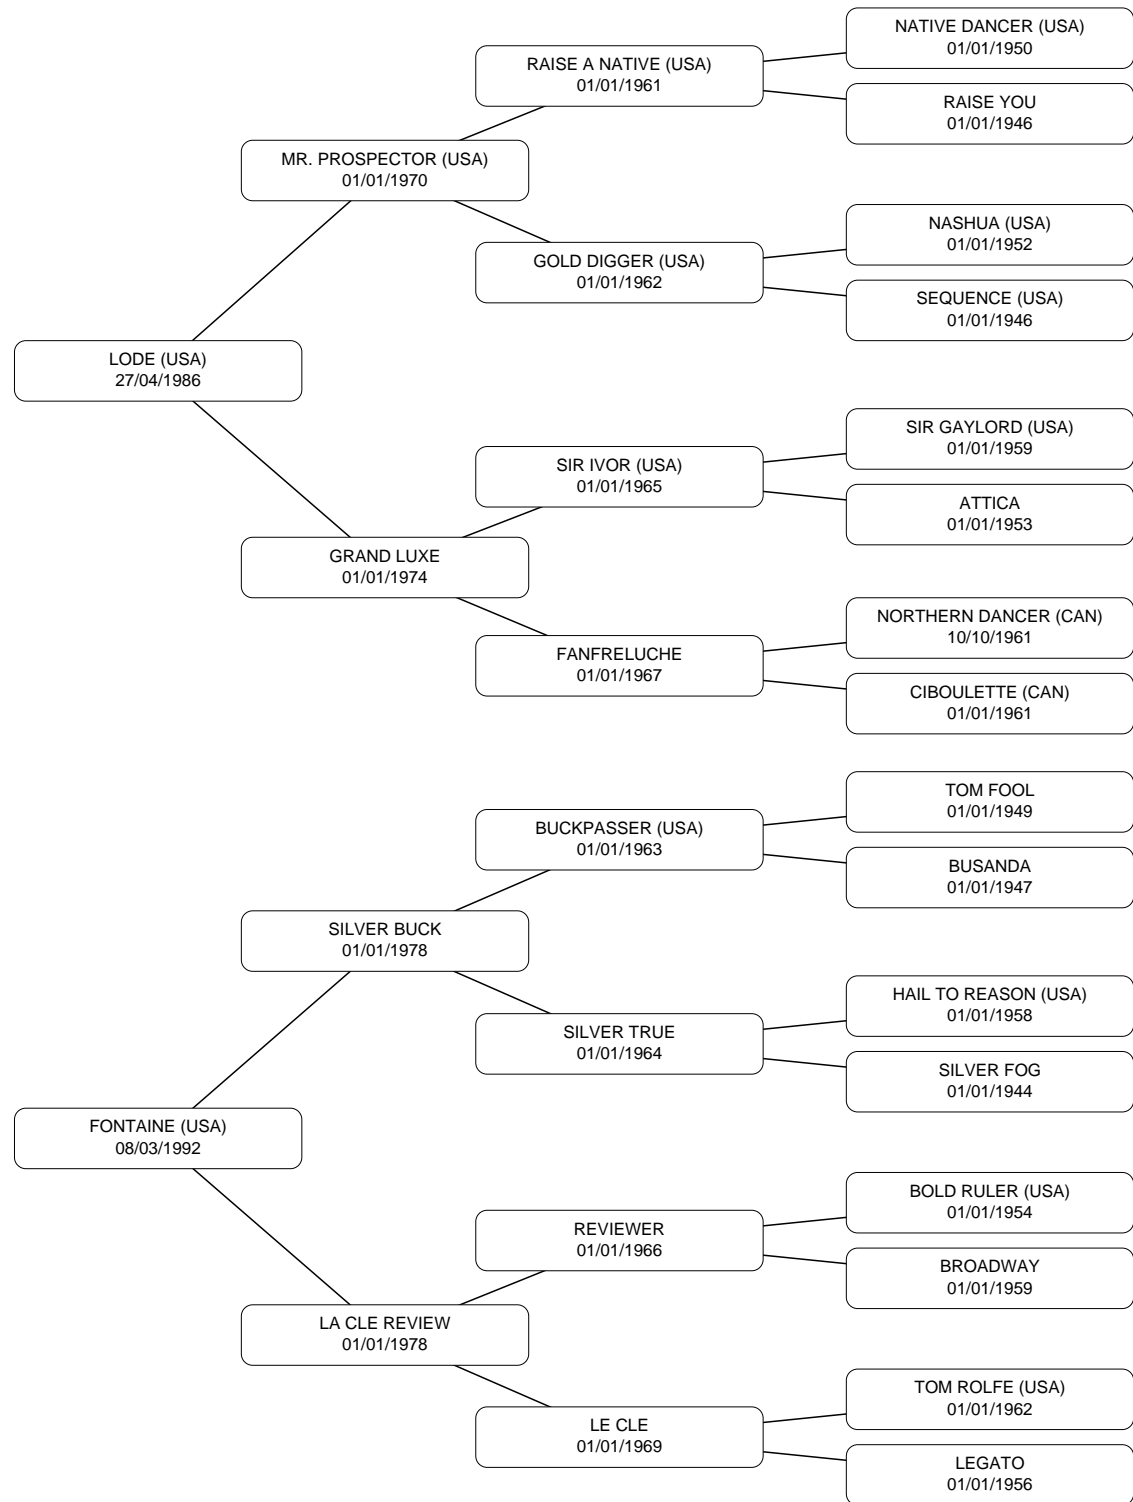 NATIVE DANCER (USA)
01/01/1950
RAISE A NATIVE (USA)
01/01/1961
RAISE YOU
01/01/1946
MR. PROSPECTOR (USA)
01/01/1970
NASHUA (USA)
01/01/1952
GOLD DIGGER (USA)
01/01/1962
SEQUENCE (USA)
01/01/1946
LODE (USA)
27/04/1986
SIR GAYLORD (USA)
01/01/1959
SIR IVOR (USA)
01/01/1965
ATTICA
01/01/1953
GRAND LUXE
01/01/1974
NORTHERN DANCER (CAN)
10/10/1961
FANFRELUCHE
01/01/1967
CIBOULETTE (CAN)
01/01/1961
TOM FOOL
01/01/1949
BUCKPASSER (USA)
01/01/1963
BUSANDA
01/01/1947
SILVER BUCK
01/01/1978
HAIL TO REASON (USA)
01/01/1958
SILVER TRUE
01/01/1964
SILVER FOG
01/01/1944
FONTAINE (USA)
08/03/1992
BOLD RULER (USA)
01/01/1954
REVIEWER
01/01/1966
BROADWAY
01/01/1959
LA CLE REVIEW
01/01/1978
TOM ROLFE (USA)
01/01/1962
LE CLE
01/01/1969
LEGATO
01/01/1956